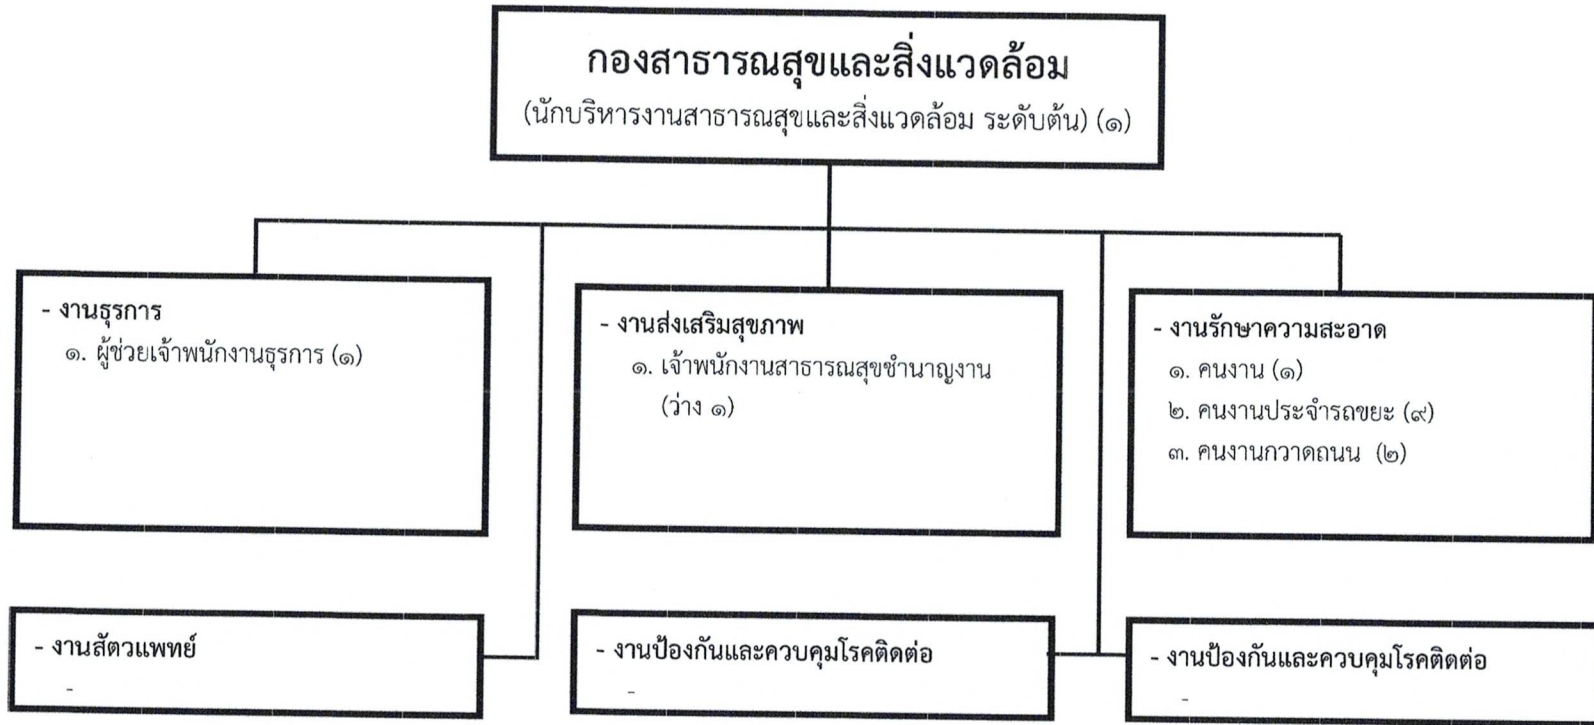 กองสาธารณสุขและสิ่งแวดล้อม
(นักบริหารงานสาธารณสุขและสิ่งแวดล้อม ระดับต้น) (๑)
- งานธุรการ
๑. ผู้ช่วยเจ้าพนักงานธุรการ (๑)
- งานส่งเสริมสุขภาพ
๑. เจ้าพนักงานสาธารณสุขชำนาญงาน
(ว่าง ๑)
- งานรักษาความสะอาด
๑. คนงาน (๑)
๒. คนงานประจำรถขยะ (๙)
๓. คนงานกวาดถนน (๒)
- งานสัตวแพทย์
-
- งานป้องกันและควบคุมโรคติดต่อ
-
- งานป้องกันและควบคุมโรคติดต่อ
-